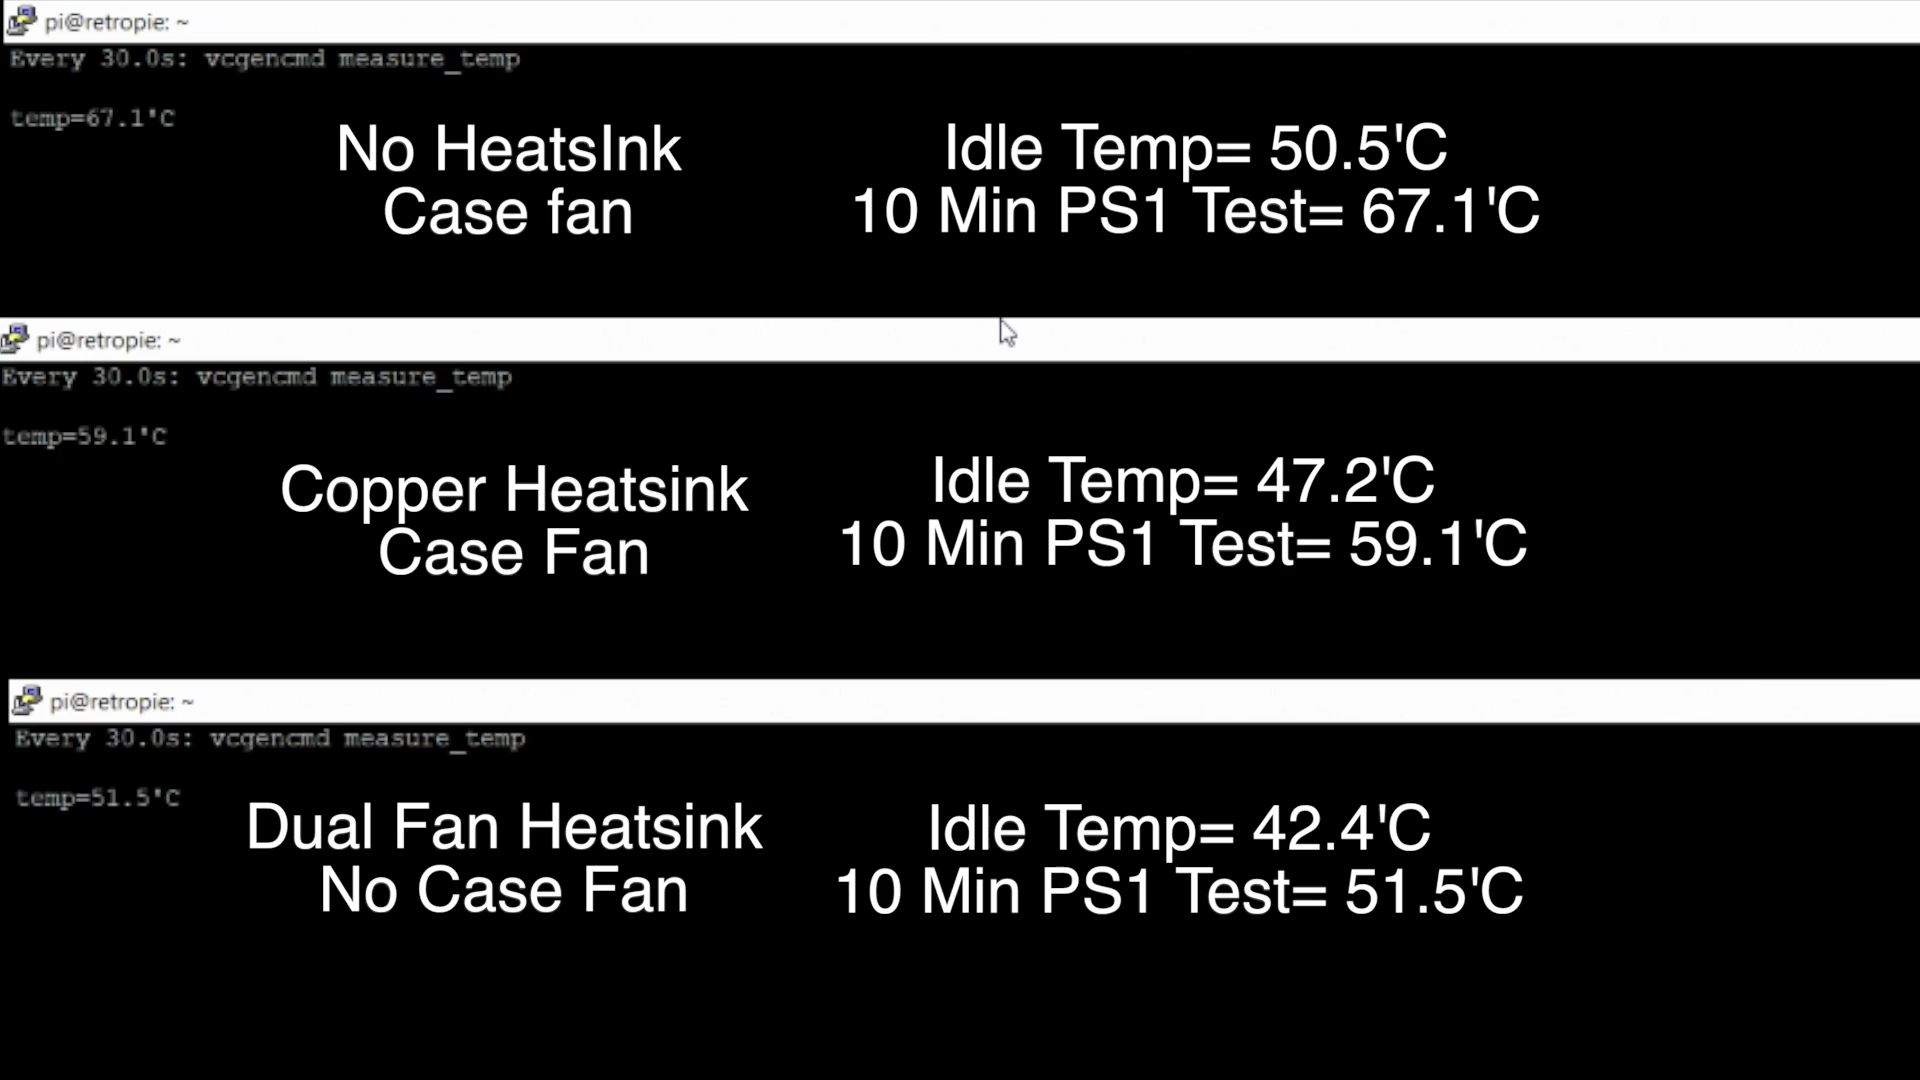 pi@retropie: ~
Every 30.0s: vcgencmd measure_temp
temp=67.1'C
No HeatsInk
Case fan
Idle Temp= 50.5'C
10 Min PS1 Test= 67.1'C
pi@retropie: ~
Every 30.0s: vcgencmd measure_temp
temp=59.1'C
Copper Heatsink
Case Fan
Idle Temp= 47.2'C
10 Min PS1 Test= 59.1'C
pi@retropie: ~
Every 30.0s: vcgencmd measure_temp
temp=51.5'C
Dual Fan Heatsink
No Case Fan
Idle Temp= 42.4'C
10 Min PS1 Test= 51.5'C